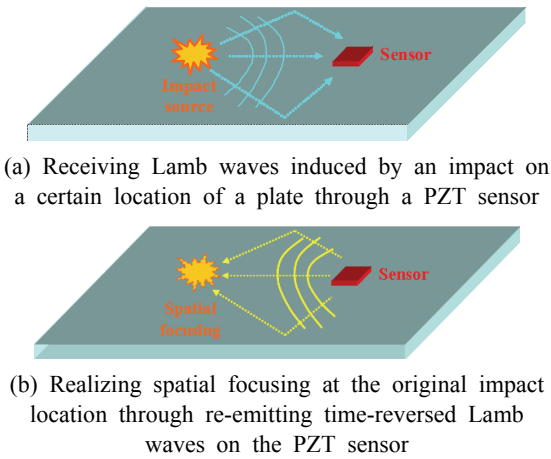 Impact
source
Sensor
(a) Receiving Lamb waves induced by an impact on
a certain location of a plate through a PZT sensor
Spatial
focusing
Sensor
(b) Realizing spatial focusing at the original impact
location through re-emitting time-reversed Lamb
waves on the PZT sensor